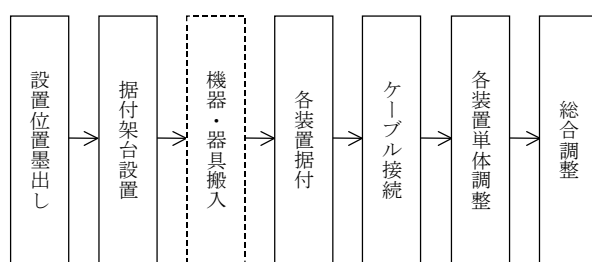 設置位置墨出し
据付架台設置
機器・器具搬入
各装置据付
ケーブル接続
各装置単体調整
総合調整